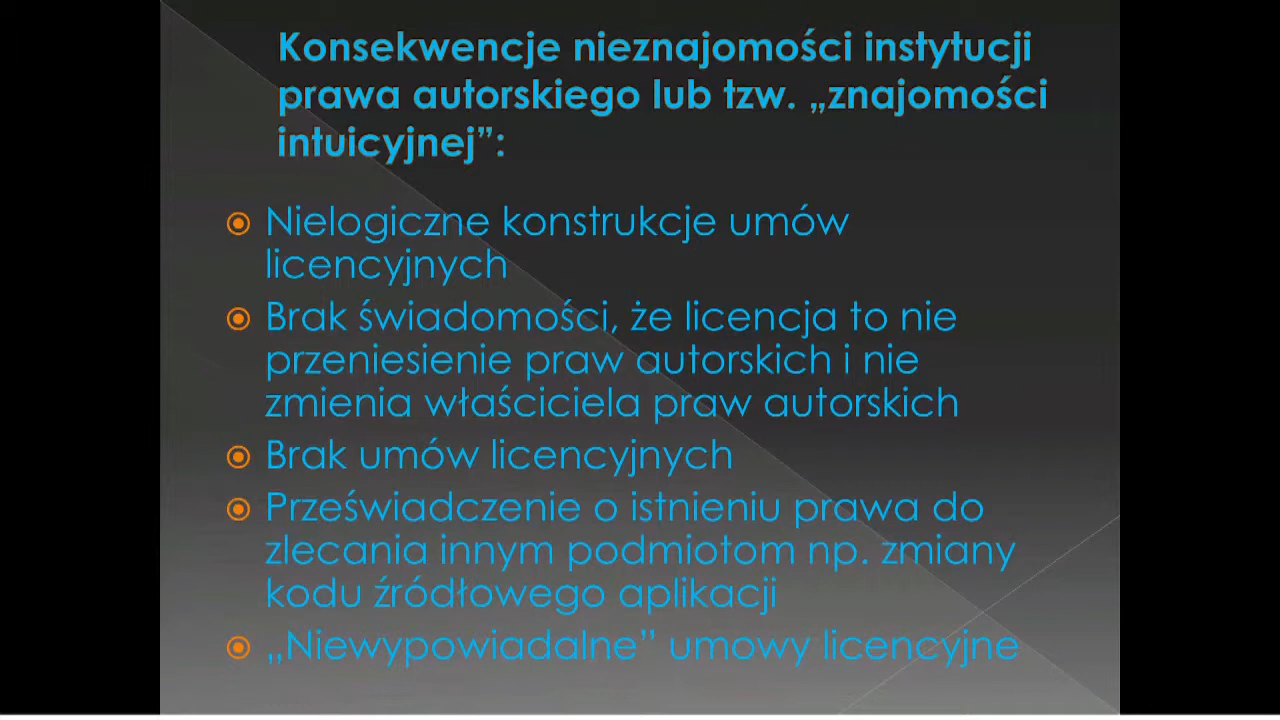 Konsekwencje nieznajomości instytucji
prawa autorskiego lub tzw. „znajomości
intuicyjnej”:
Nielogiczne konstrukcje umów
licencyjnych
Brak świadomości, że licencja to nie
przeniesienie praw autorskich i nie
zmienia właściciela praw autorskich
Brak umów licencyjnych
Przeświadczenie o istnieniu prawa do
zlecania innym podmiotom np. zmiany
kodu źródłowego aplikacji
„Niewypowiadalne” umowy licencyjne